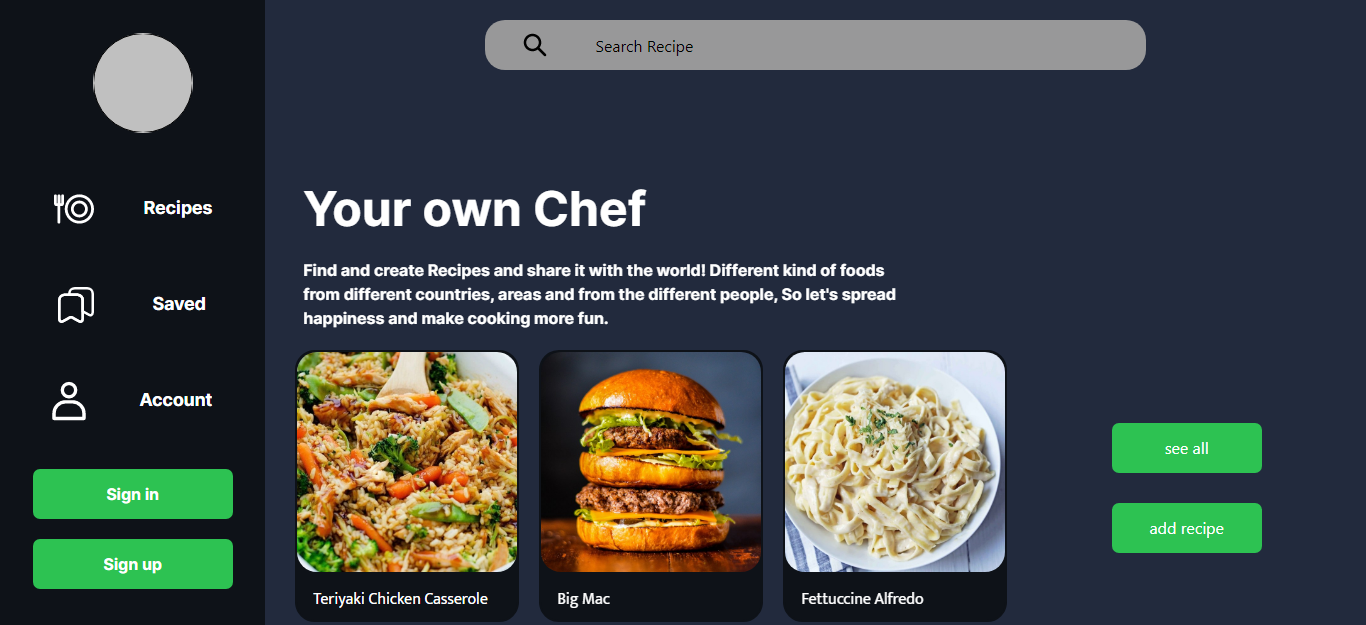 Search Recipe
Recipes
Saved
Account
Sign in
Sign up
Your own Chef
Find and create Recipes and share it with the world! Different kind of foods
from different countries, areas and from the different people, So let's spread
happiness and make cooking more fun.
Teriyaki Chicken Casserole
Big Mac
Fettuccine Alfredo
see all
add recipe